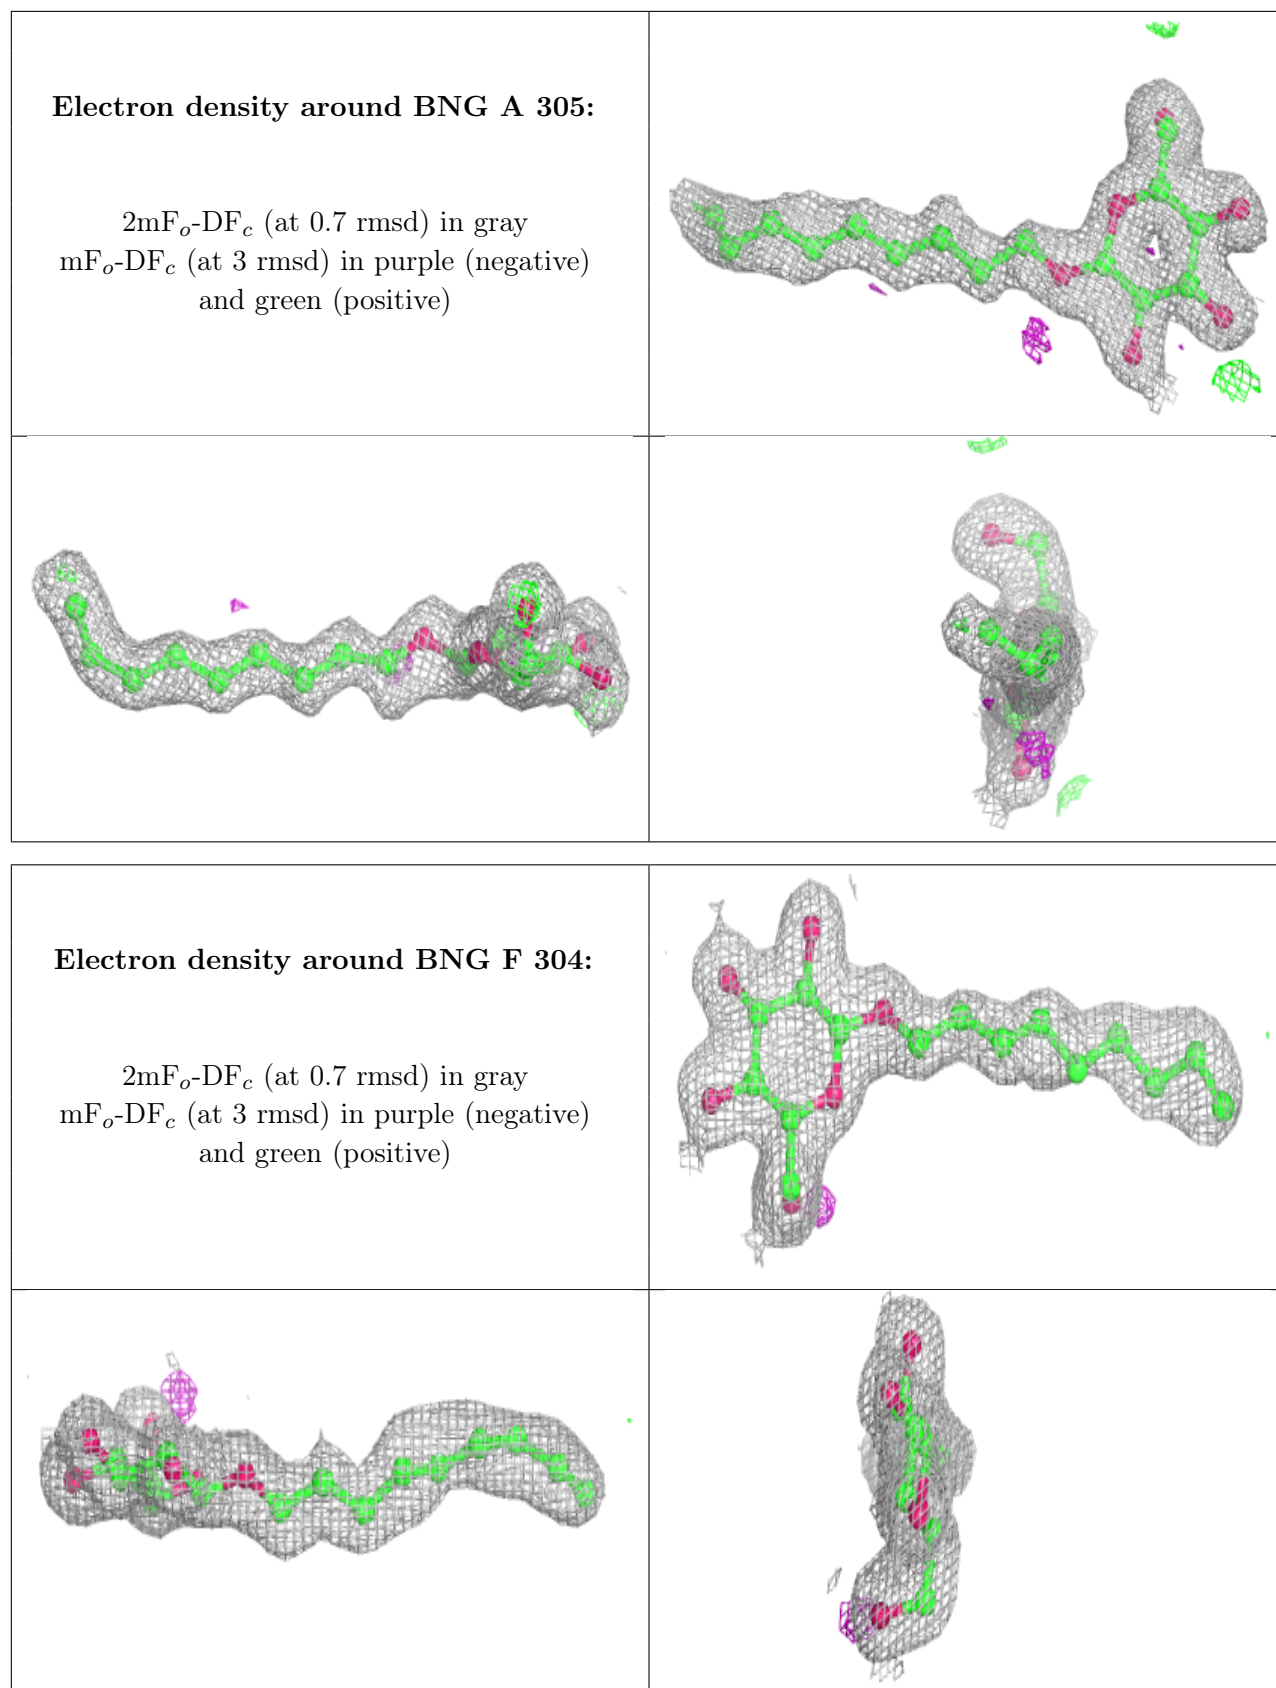 Electron density around BNG A 305:
2mFo-DFc (at 0.7 rmsd) in gray
mFo-DFc (at 3 rmsd) in purple (negative)
and green (positive)
Electron density around BNG F 304:
2mFo-DFc (at 0.7 rmsd) in gray
mFo-DFc (at 3 rmsd) in purple (negative)
and green (positive)